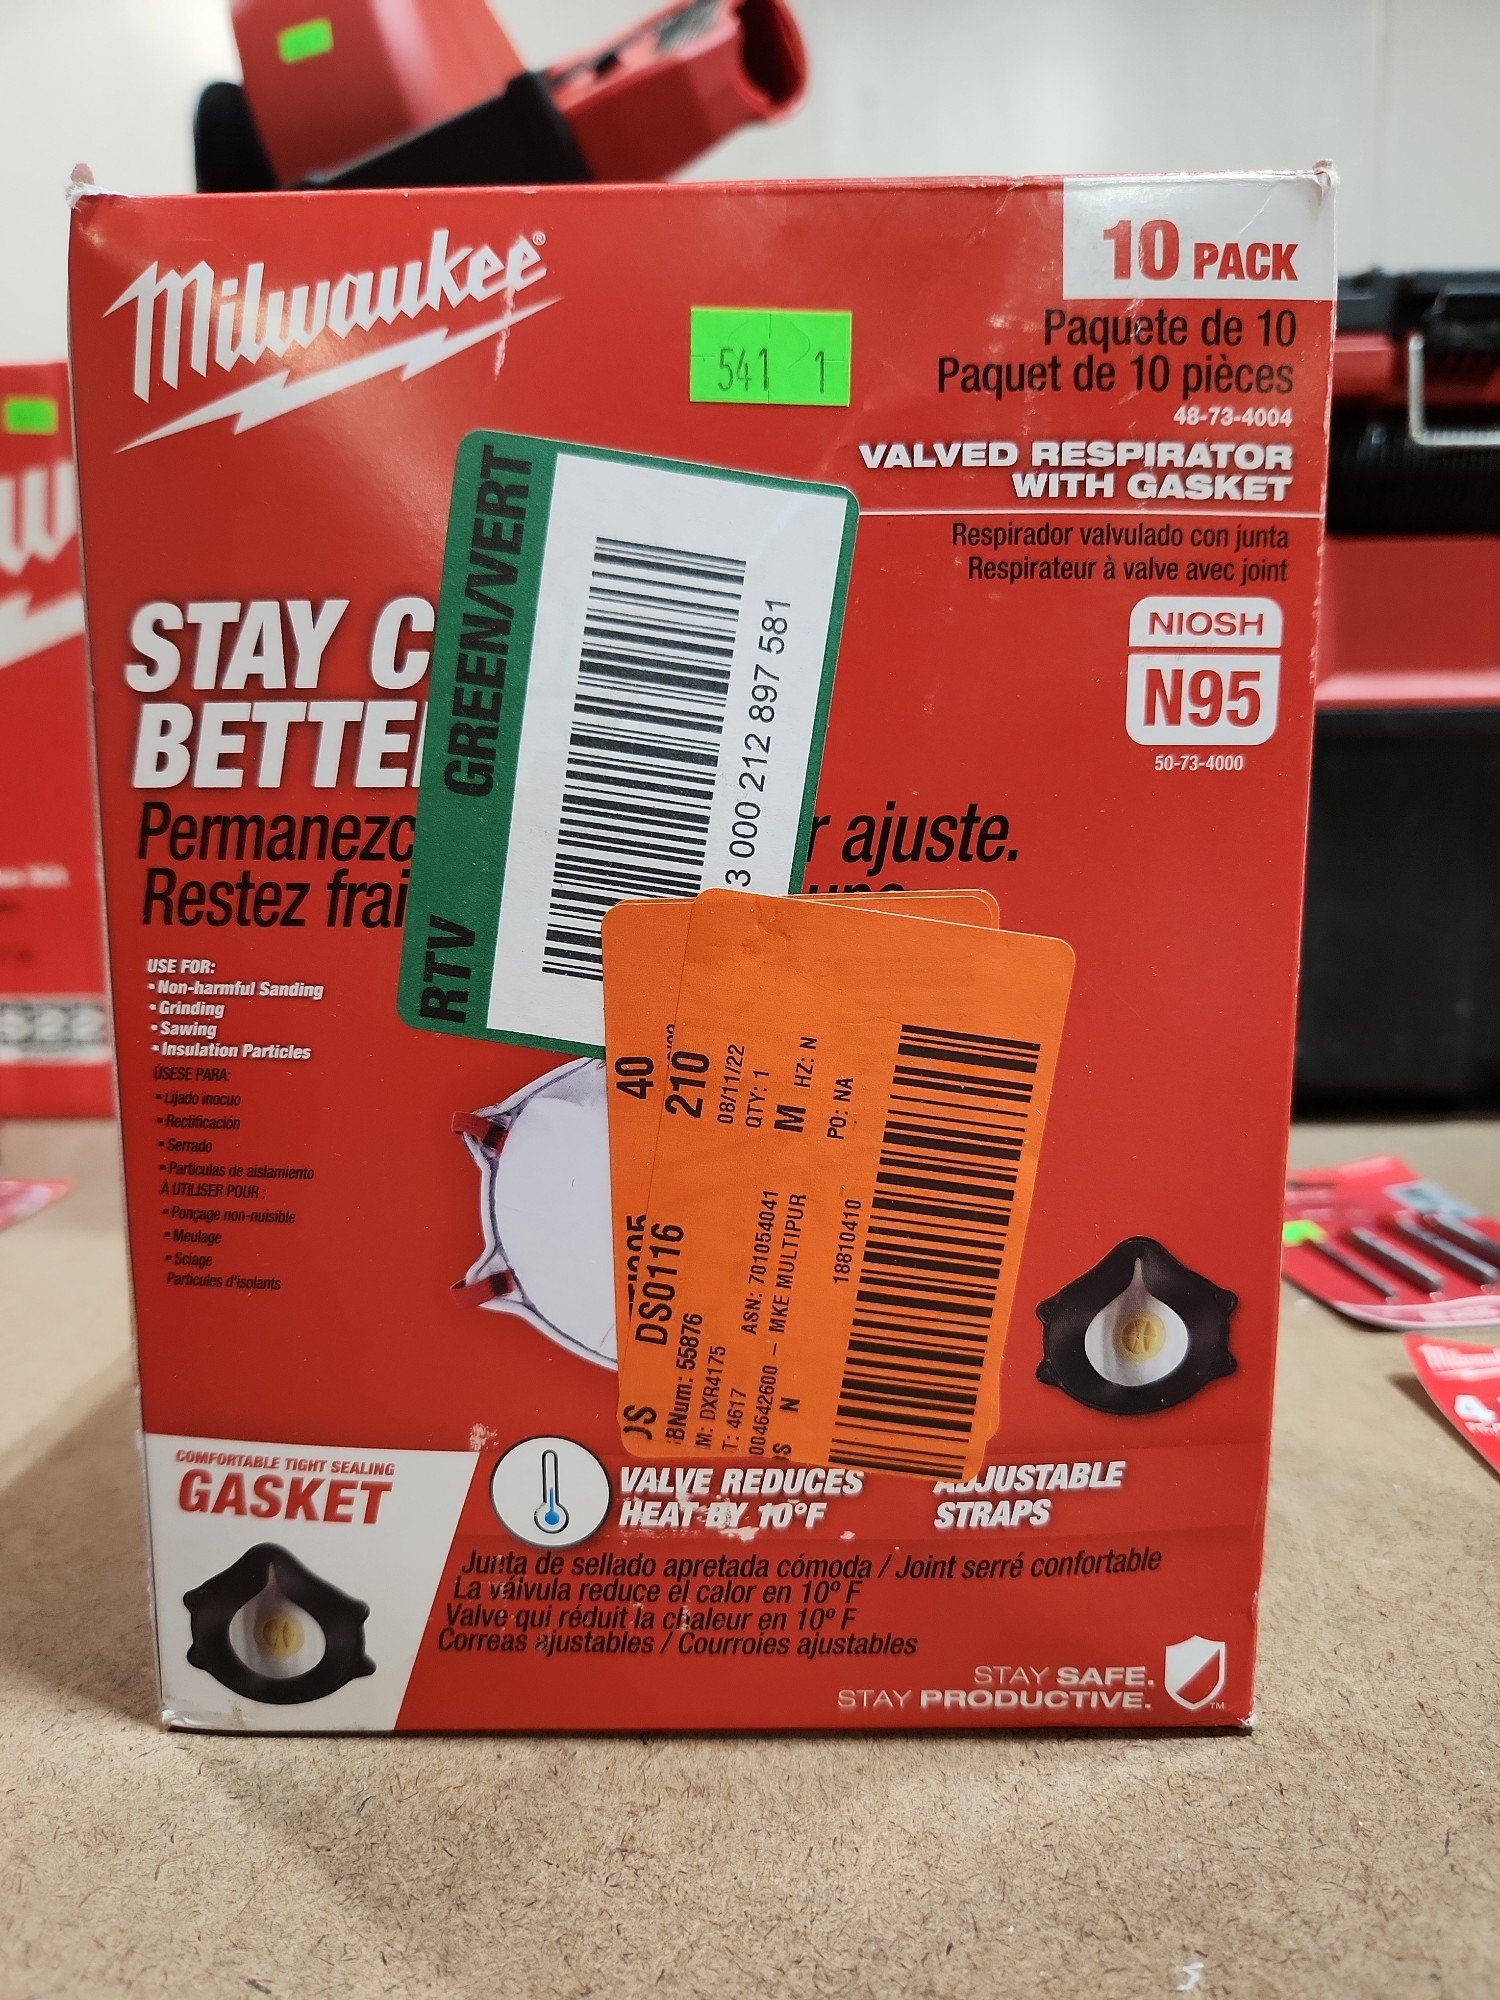 Milwaukee®
10 PACK
Paquete de 10
Paquet de 10 pièces
48-73-4004
VALVED RESPIRATOR
WITH GASKET
Respirador valvulado con junta
Respirateur à valve avec joint
NIOSH
N95
50-73-4000
541 1
STAY C
BETTE
Permanezc
r ajuste.
Restez frai
USE FOR:
▪ Non-harmful Sanding
▪ Grinding
▪ Sawing
▪ Insulation Particles
ÚSESE PARA:
▪ Lijado inocuo
▪ Rectificación
▪ Serrado
▪ Partículas de aislamiento
À UTILISER POUR :
▪ Ponçage non-nuisible
▪ Meulage
▪ Sciage
Particules d'isolants
RTV GREEN/VERT
3 000 212 897 581
40
210
08/11/22
QTY: 1
M HZ: N
PO: NA
DS0116
BNum: 55876
M: DXR4175
T: 4617
ASN: 701054041
004642600 - MKE MULTIPUR
N
18810410
COMFORTABLE TIGHT SEALING
GASKET
VALVE REDUCES
HEAT BY 10°F
ADJUSTABLE
STRAPS
Junta de sellado apretada cómoda / Joint serré confortable
La válvula reduce el calor en 10º F
Valve qui réduit la chaleur en 10º F
Correas ajustables / Courroies ajustables
STAY SAFE.
STAY PRODUCTIVE.
TM